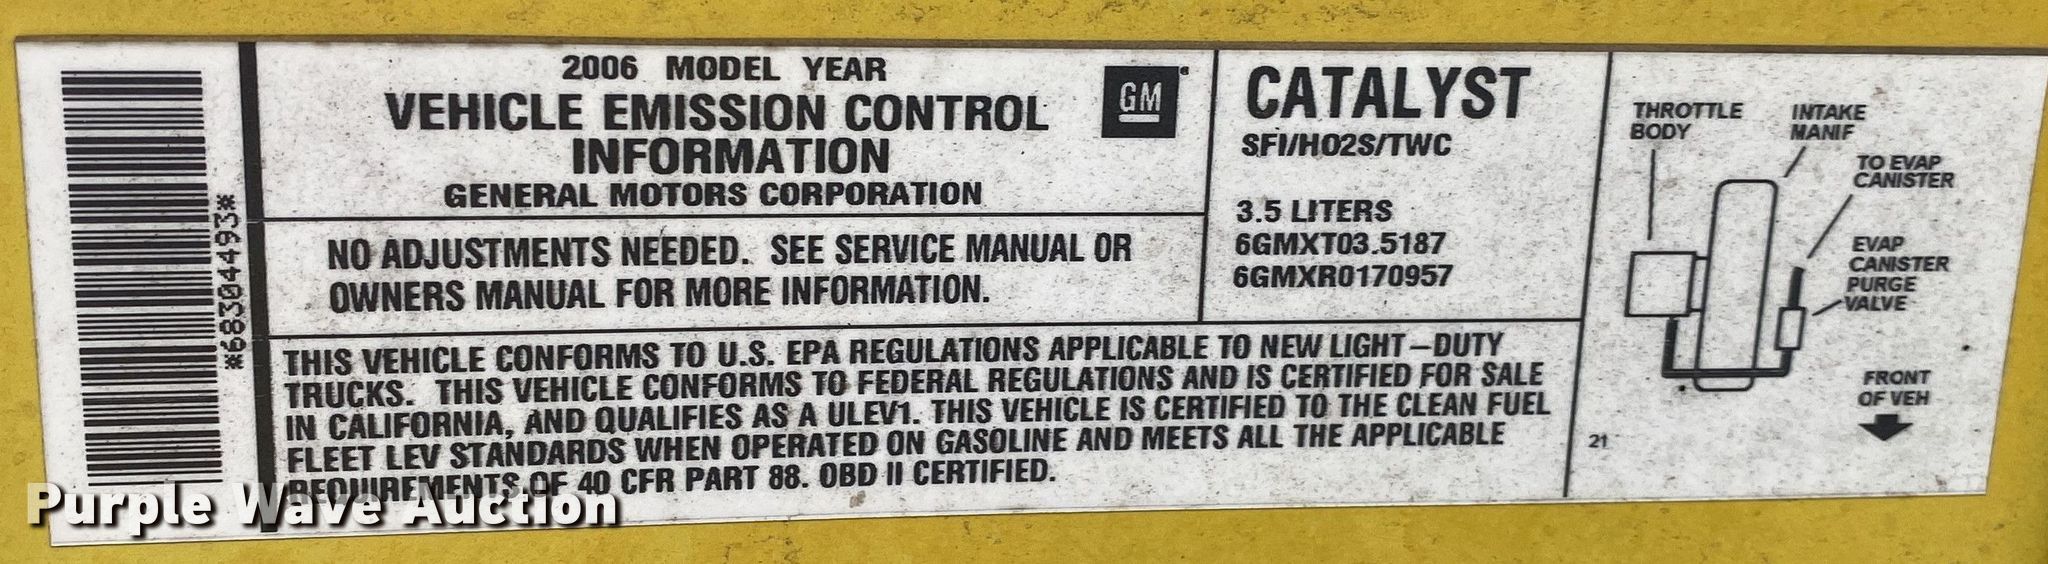 *68304493*
2006 MODEL YEAR
VEHICLE EMISSION CONTROL
INFORMATION
GENERAL MOTORS CORPORATION
GM
NO ADJUSTMENTS NEEDED. SEE SERVICE MANUAL OR
OWNERS MANUAL FOR MORE INFORMATION.
CATALYST
SFI/HO2S/TWC
3.5 LITERS
6GMXT03.5187
6GMXR0170957
THIS VEHICLE CONFORMS TO U.S. EPA REGULATIONS APPLICABLE TO NEW LIGHT-DUTY
TRUCKS. THIS VEHICLE CONFORMS TO FEDERAL REGULATIONS AND IS CERTIFIED FOR SALE
IN CALIFORNIA, AND QUALIFIES AS A ULEV1. THIS VEHICLE IS CERTIFIED TO THE CLEAN FUEL
FLEET LEV STANDARDS WHEN OPERATED ON GASOLINE AND MEETS ALL THE APPLICABLE
REQUIREMENTS OF 40 CFR PART 88. OBD II CERTIFIED.
THROTTLE
BODY
INTAKE
MANIF
TO EVAP
CANISTER
EVAP
CANISTER
PURGE
VALVE
FRONT
OF VEH
21
Purple Wave Auction